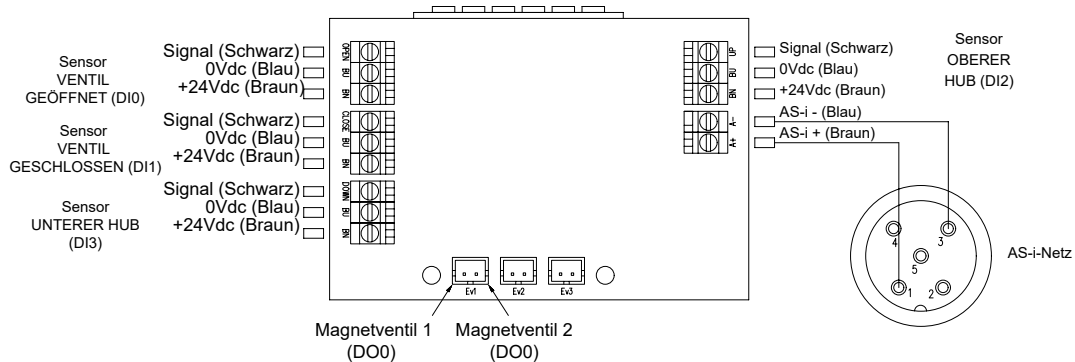 Sensor
VENTIL
GEÖFFNET (DI0)
Signal (Schwarz)
0Vdc (Blau)
+24Vdc (Braun)
OPEN
BU
BN
Sensor
VENTIL
GESCHLOSSEN (DI1)
Signal (Schwarz)
0Vdc (Blau)
+24Vdc (Braun)
CLOSE
BU
BN
Sensor
UNTERER HUB
(DI3)
Signal (Schwarz)
0Vdc (Blau)
+24Vdc (Braun)
DOWN
BU
BN
UP
BU
BN
Signal (Schwarz)
0Vdc (Blau)
+24Vdc (Braun)
Sensor
OBERER
HUB (DI2)
A-
A+
AS-i - (Blau)
AS-i + (Braun)
4
3
5
1
2
AS-i-Netz
Ev1
Ev2
Ev3
Magnetventil 1
(DO0)
Magnetventil 2
(DO0)